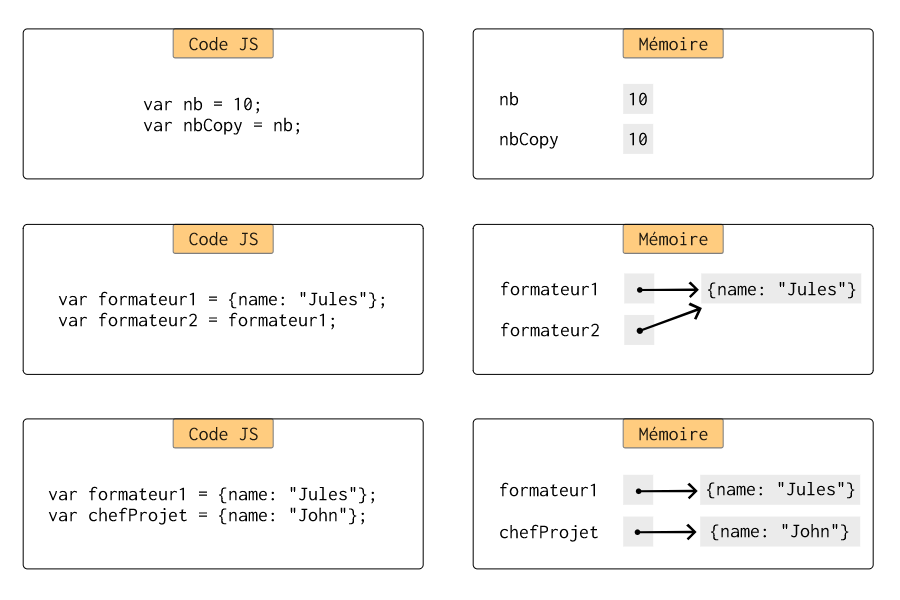 Code JS
var nb = 10;
var nbCopy = nb;
Mémoire
nb 10
nbCopy 10
Code JS
var formateur1 = {name: "Jules"};
var formateur2 = formateur1;
Mémoire
formateur1 {name: "Jules"}
formateur2
Code JS
var formateur1 = {name: "Jules"};
var chefProjet = {name: "John"};
Mémoire
formateur1 {name: "Jules"}
chefProjet {name: "John"}